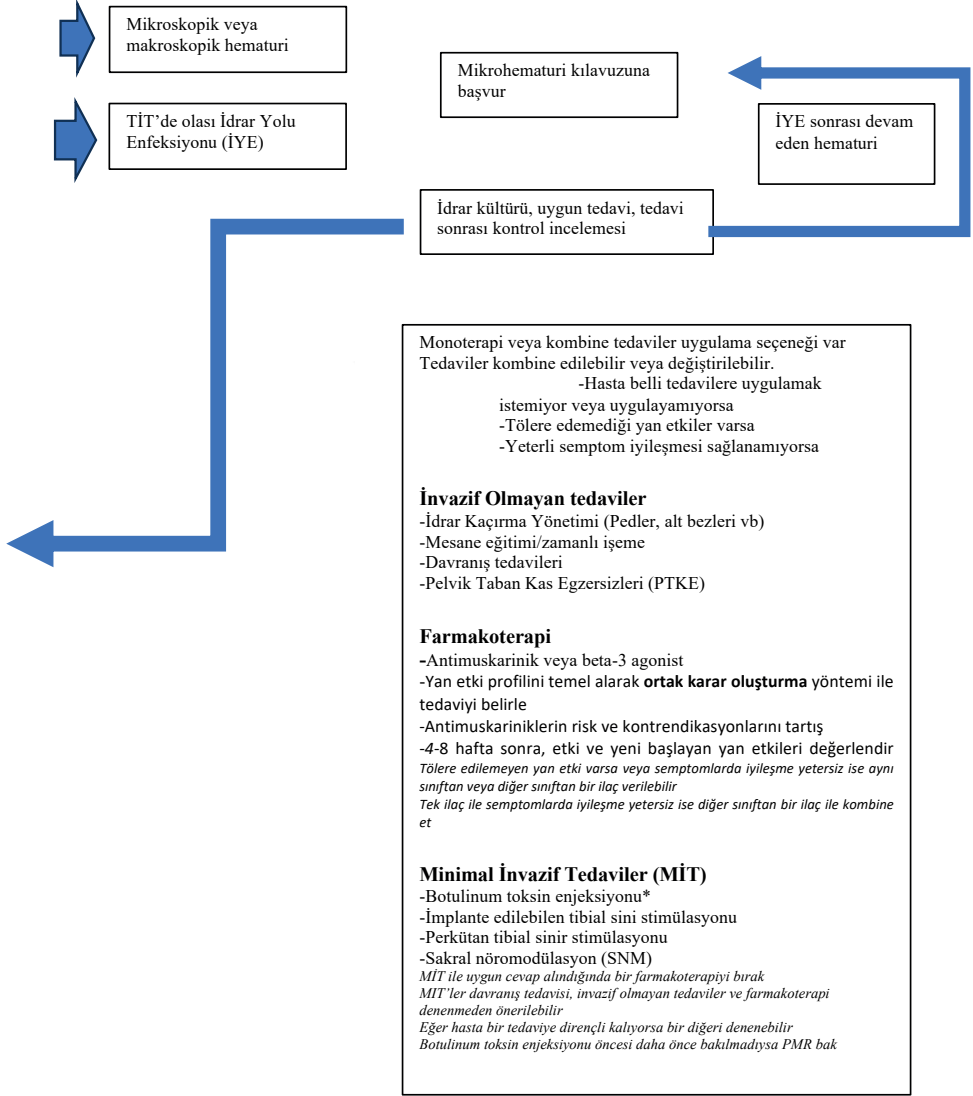 Mikroskopik veya
makroskopik hematuri
Mikrohematuri kılavuzuna
başvur
TİT’de olası İdrar Yolu
Enfeksiyonu (İYE)
İYE sonrası devam
eden hematuri
İdrar kültürü, uygun tedavi, tedavi
sonrası kontrol incelemesi
Monoterapi veya kombine tedaviler uygulama seçeneği var
Tedaviler kombine edilebilir veya değiştirilebilir.
-Hasta belli tedavilere uygulamak
istemiyor veya uygulayamıyorsa
-Tölere edemediği yan etkiler varsa
-Yeterli semptom iyileşmesi sağlanamıyorsa
İnvazif Olmayan tedaviler
-İdrar Kaçırma Yönetimi (Pedler, alt bezleri vb)
-Mesane eğitimi/zamanlı işeme
-Davranış tedavileri
-Pelvik Taban Kas Egzersizleri (PTKE)
Farmakoterapi
-Antimuskarinik veya beta-3 agonist
-Yan etki profilini temel alarak ortak karar oluşturma yöntemi ile
tedaviyi belirle
-Antimuskariniklerin risk ve kontrendikasyonlarını tartış
-4-8 hafta sonra, etki ve yeni başlayan yan etkileri değerlendir
Tölere edilemeyen yan etki varsa veya semptomlarda iyileşme yetersiz ise aynı
sınıftan veya diğer sınıftan bir ilaç verilebilir
Tek ilaç ile semptomlarda iyileşme yetersiz ise diğer sınıftan bir ilaç ile kombine
et
Minimal İnvazif Tedaviler (MİT)
-Botulinum toksin enjeksiyonu*
-İmplante edilebilen tibial sini stimülasyonu
-Perkütan tibial sinir stimülasyonu
-Sakral nöromodülasyon (SNM)
MİT ile uygun cevap alındığında bir farmakoterapiyi bırak
MIT’ler davranış tedavisi, invazif olmayan tedaviler ve farmakoterapi
denenmeden önerilebilir
Eğer hasta bir tedaviye dirençli kalıyorsa bir diğeri denenebilir
Botulinum toksin enjeksiyonu öncesi daha önce bakılmadıysa PMR bak